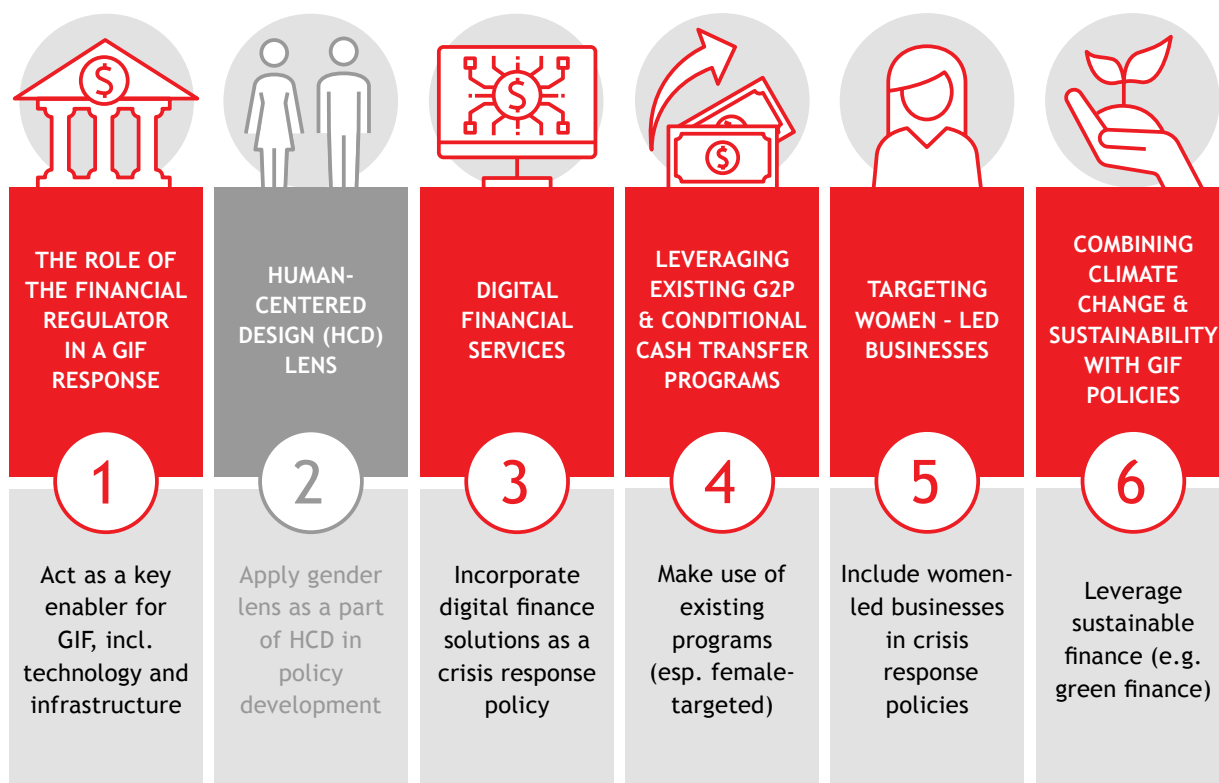 THE ROLE OF
THE FINANCIAL
REGULATOR
IN A GIF
RESPONSE
1
Act as a key
enabler for
GIF, incl.
technology and
infrastructure
HUMAN-
CENTERED
DESIGN (HCD)
LENS
2
Apply gender
lens as a part
of HCD in
policy
development
DIGITAL
FINANCIAL
SERVICES
3
Incorporate
digital finance
solutions as a
crisis response
policy
LEVERAGING
EXISTING G2P
& CONDITIONAL
CASH TRANSFER
PROGRAMS
4
Make use of
existing
programs
(esp. female-
targeted)
TARGETING
WOMEN - LED
BUSINESSES
5
Include women-
led businesses
in crisis
response
policies
COMBINING
CLIMATE
CHANGE &
SUSTAINABILITY
WITH GIF
POLICIES
6
Leverage
sustainable
finance (e.g.
green finance)